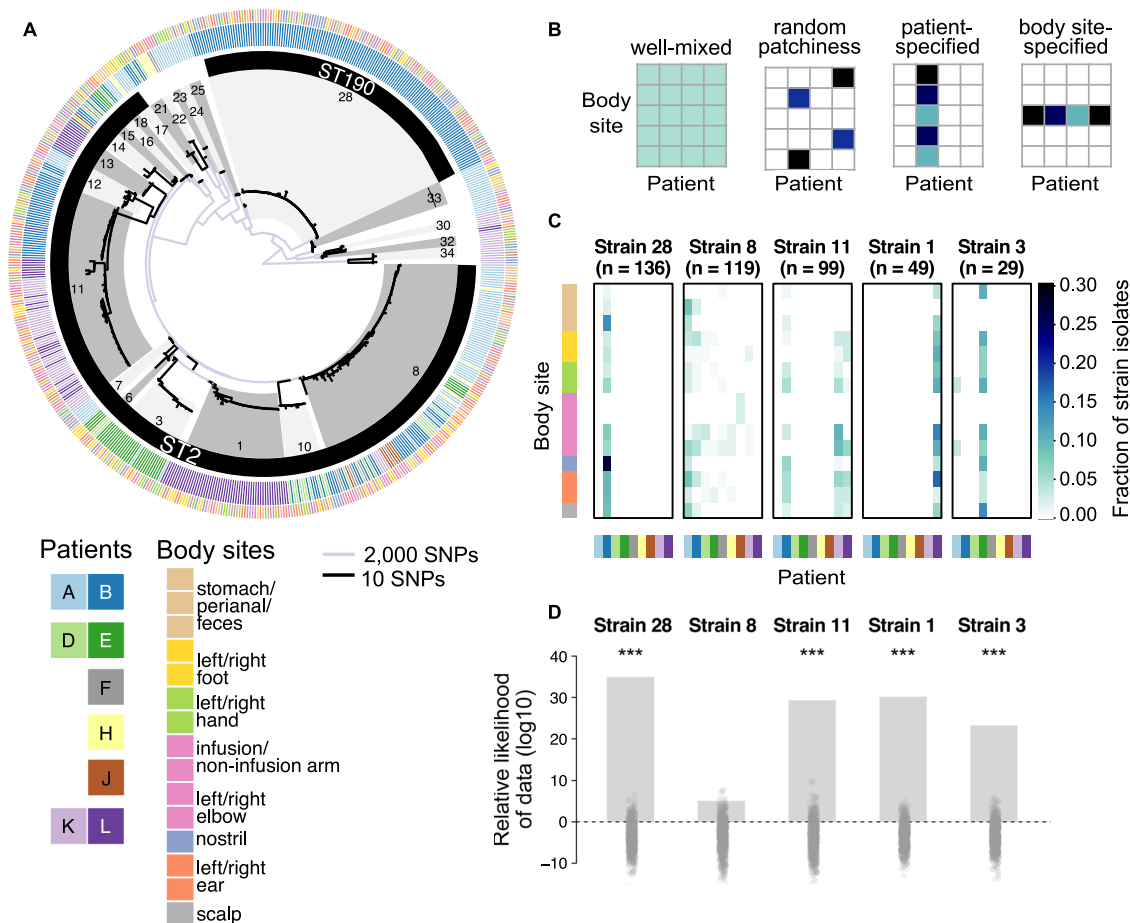 A
ST190
28
25
24
23
22
21
17
18
16
15
14
13
12
11
7
6
3
ST2
1
10
8
33
30
32
34
B
well-mixed
random
patchiness
patient-
specified
body site-
specified
Body
site
Patient
Patient
Patient
Patient
C
Strain 28
(n = 136)
Strain 8
(n = 119)
Strain 11
(n = 99)
Strain 1
(n = 49)
Strain 3
(n = 29)
Body site
Patient
0.30
0.25
0.20
0.15
0.10
0.05
0.00
Fraction of strain isolates
Patients
A
B
D
E
F
H
J
K
L
Body sites
stomach/
perianal/
feces
left/right
foot
left/right
hand
infusion/
non-infusion arm
left/right
elbow
nostril
left/right
ear
scalp
2,000 SNPs
10 SNPs
D
Strain 28
Strain 8
Strain 11
Strain 1
Strain 3
***
***
***
***
Relative likelihood
of data (log10)
40
30
20
10
0
−10